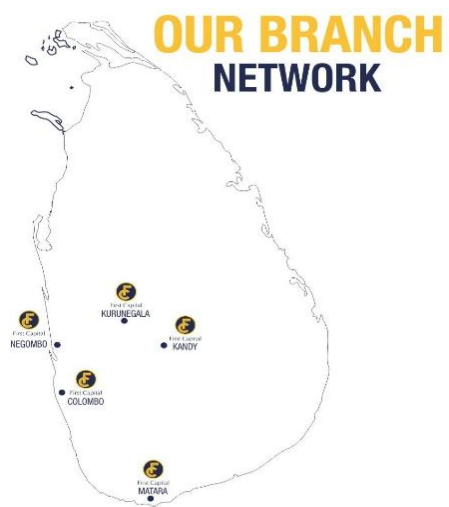 OUR BRANCH
NETWORK
First Capital
KURUNEGALA
First Capital
NEGOMBO
First Capital
KANDY
First Capital
COLOMBO
First Capital
MATARA